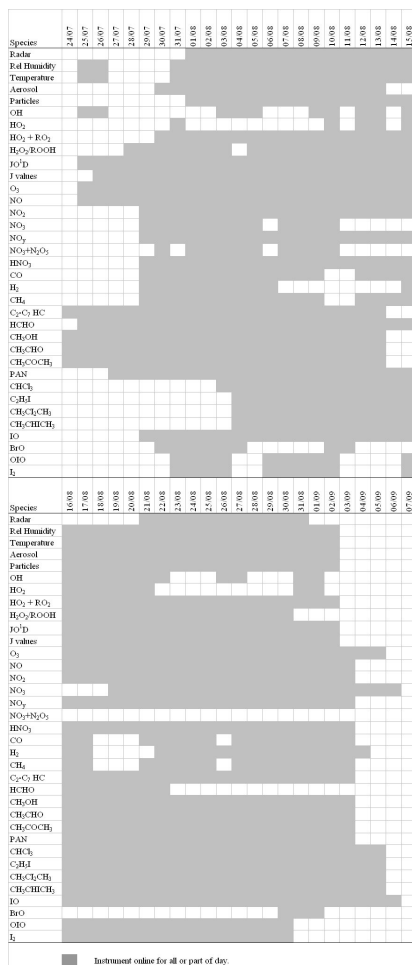 Species 24/07 25/07 26/07 27/07 28/07 29/07 30/07 31/07 01/08 02/08 03/08 04/08 05/08 06/08 07/08 08/08 09/08 10/08 11/08 12/08 13/08 14/08 15/08
Radar
Rel Humidity
Temperature
Aerosol
Particles
OH
HO₂
HO₂ + RO₂
H₂O₂/ROOH
JO¹D
J values
O₃
NO
NO₂
NO₃
NOy
NO₃+N₂O₅
HNO₃
CO
H₂
CH₄
C₂-C₇ HC
HCHO
CH₃OH
CH₃CHO
CH₃COCH₃
PAN
CHCl₃
C₂H₅I
CH₃Cl₂CH₃
CH₃CHICH₃
IO
BrO
OIO
I₂
Species 16/08 17/08 18/08 19/08 20/08 21/08 22/08 23/08 24/08 25/08 26/08 27/08 28/08 29/08 30/08 31/08 01/09 02/09 03/09 04/09 05/09 06/09 07/09
Radar
Rel Humidity
Temperature
Aerosol
Particles
OH
HO₂
HO₂ + RO₂
H₂O₂/ROOH
JO¹D
J values
O₃
NO
NO₂
NO₃
NOy
NO₃+N₂O₅
HNO₃
CO
H₂
CH₄
C₂-C₇ HC
HCHO
CH₃OH
CH₃CHO
CH₃COCH₃
PAN
CHCl₃
C₂H₅I
CH₃Cl₂CH₃
CH₃CHICH₃
IO
BrO
OIO
I₂
Instrument online for all or part of day.